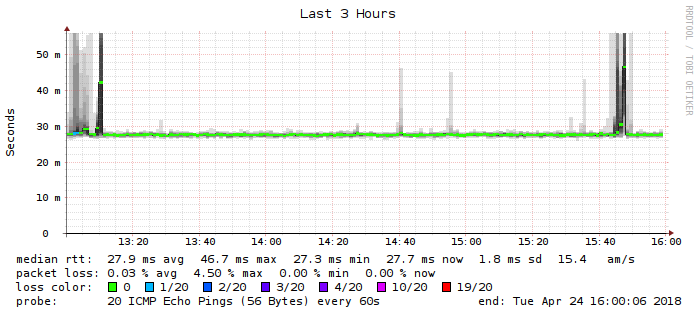 Last 3 Hours
RRDTOOL / TOBI OETIKER
Seconds
50 m
40 m
30 m
20 m
10 m
0
13:20 13:40 14:00 14:20 14:40 15:00 15:20 15:40 16:00
median rtt: 27.9 ms avg 46.7 ms max 27.3 ms min 27.7 ms now 1.8 ms sd 15.4 am/s
packet loss: 0.03 % avg 4.50 % max 0.00 % min 0.00 % now
loss color: 0 1/20 2/20 3/20 4/20 10/20 19/20
probe: 20 ICMP Echo Pings (56 Bytes) every 60s end: Tue Apr 24 16:00:06 2018